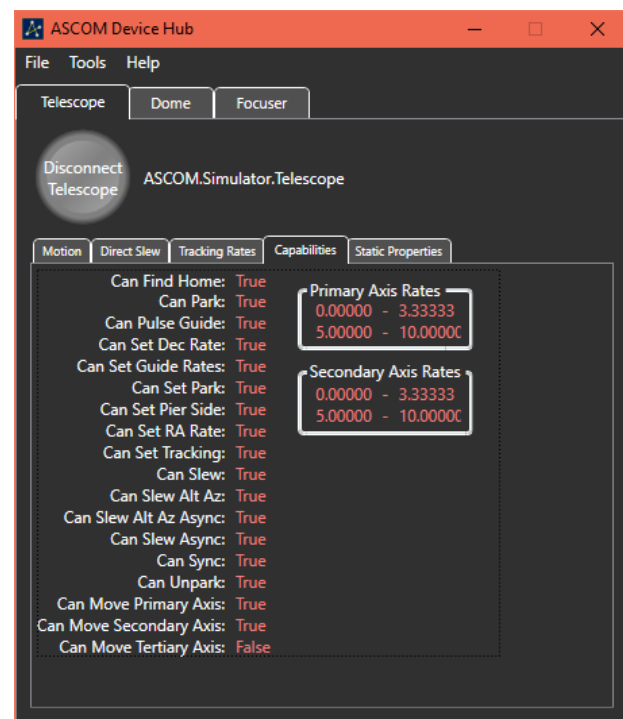 ASCOM Device Hub
File Tools Help
Telescope Dome Focuser
Disconnect
Telescope
ASCOM.Simulator.Telescope
Motion Direct Slew Tracking Rates Capabilities Static Properties
Can Find Home: True
Can Park: True
Can Pulse Guide: True
Can Set Dec Rate: True
Can Set Guide Rates: True
Can Set Park: True
Can Set Pier Side: True
Can Set RA Rate: True
Can Set Tracking: True
Can Slew: True
Can Slew Alt Az: True
Can Slew Alt Az Async: True
Can Slew Async: True
Can Sync: True
Can Unpark: True
Can Move Primary Axis: True
Can Move Secondary Axis: True
Can Move Tertiary Axis: False
Primary Axis Rates
0.00000 - 3.33333
5.00000 - 10.00000
Secondary Axis Rates
0.00000 - 3.33333
5.00000 - 10.00000